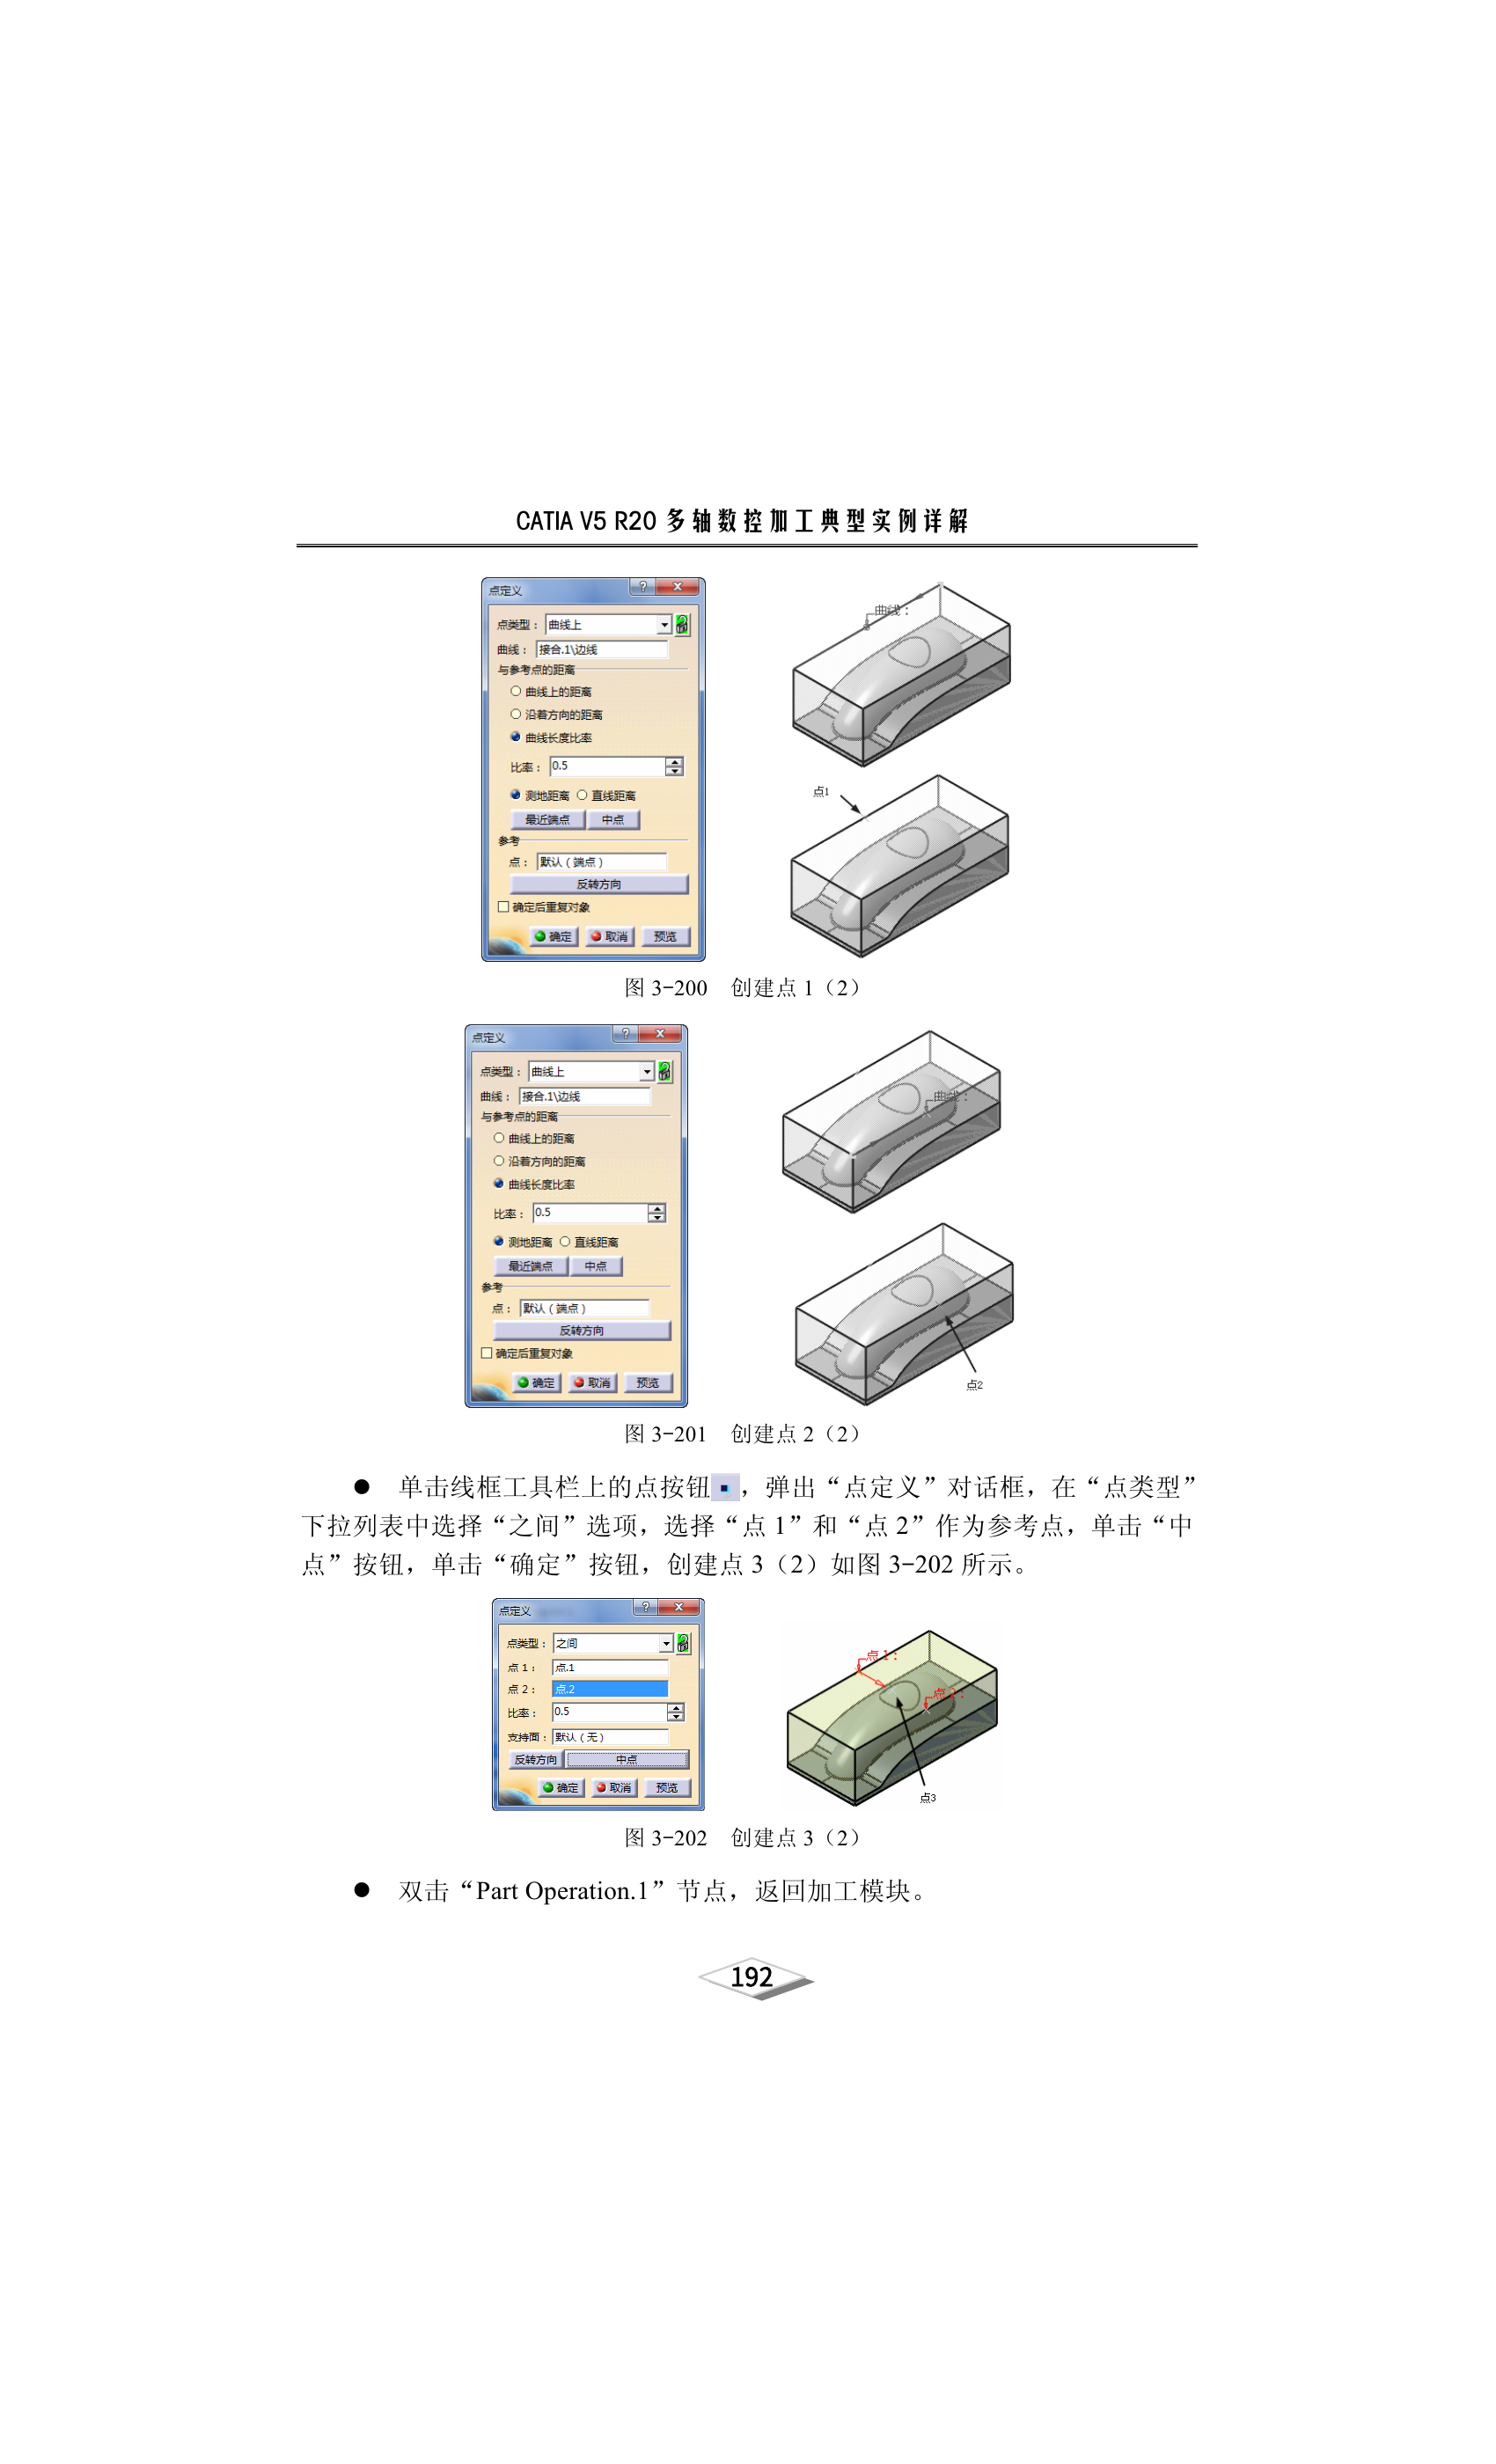 CATIA V5 R20 多轴数控加工典型实例详解
点定义
点类型： 曲线上
曲线： 接合.1\边线
与参考点的距离
曲线上的距离
沿着方向的距离
曲线长度比率
比率： 0.5
测地距离 直线距离
最近端点 中点
参考
点： 默认（端点）
反转方向
确定后重复对象
确定 取消 预览
曲线：
点1
图 3-200 创建点 1（2）
点定义
点类型： 曲线上
曲线： 接合.1\边线
与参考点的距离
曲线上的距离
沿着方向的距离
曲线长度比率
比率： 0.5
测地距离 直线距离
最近端点 中点
参考
点： 默认（端点）
反转方向
确定后重复对象
确定 取消 预览
曲线：
点2
图 3-201 创建点 2（2）
● 单击线框工具栏上的点按钮，弹出“点定义”对话框，在“点类型”
下拉列表中选择“之间”选项，选择“点 1”和“点 2”作为参考点，单击“中
点”按钮，单击“确定”按钮，创建点 3（2）如图 3-202 所示。
点定义
点类型： 之间
点 1： 点.1
点 2： 点.2
比率： 0.5
支持面： 默认（无）
反转方向 中点
确定 取消 预览
点 1：
点 2：
点3
图 3-202 创建点 3（2）
● 双击“Part Operation.1”节点，返回加工模块。
192